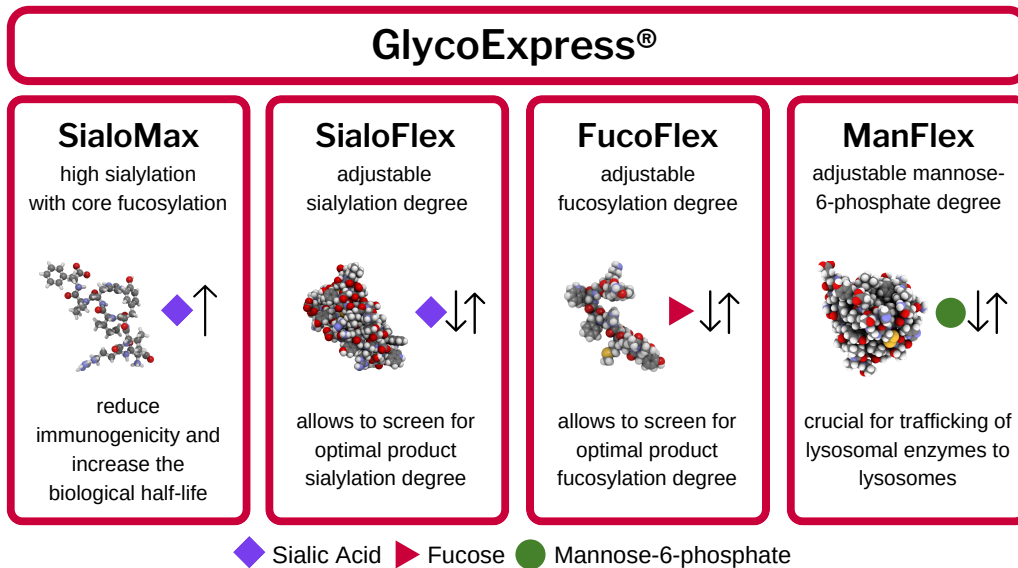 GlycoExpress®
SialoMax
high sialylation
with core fucosylation
reduce
immunogenicity and
increase the
biological half-life
SialoFlex
adjustable
sialylation degree
allows to screen for
optimal product
sialylation degree
FucoFlex
adjustable
fucosylation degree
allows to screen for
optimal product
fucosylation degree
ManFlex
adjustable mannose-
6-phosphate degree
crucial for trafficking of
lysosomal enzymes to
lysosomes
Sialic Acid Fucose Mannose-6-phosphate